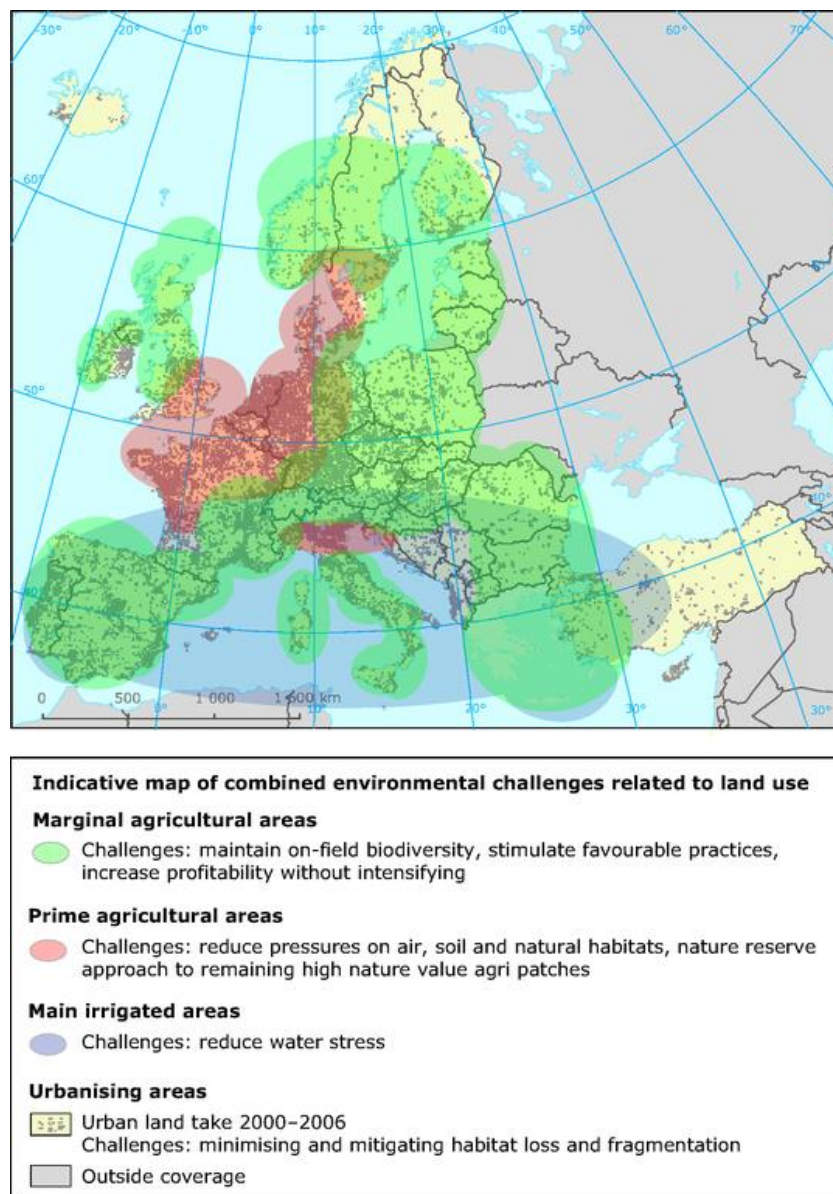 -30° -20° -10° 0° 10° 20° 30° 40° 50° 60° 70°
60°
50°
40°
0 500 1 000 1 500 km
0° 10° 20° 30° 30°
Indicative map of combined environmental challenges related to land use
Marginal agricultural areas
Challenges: maintain on-field biodiversity, stimulate favourable practices,
increase profitability without intensifying
Prime agricultural areas
Challenges: reduce pressures on air, soil and natural habitats, nature reserve
approach to remaining high nature value agri patches
Main irrigated areas
Challenges: reduce water stress
Urbanising areas
Urban land take 2000–2006
Challenges: minimising and mitigating habitat loss and fragmentation
Outside coverage